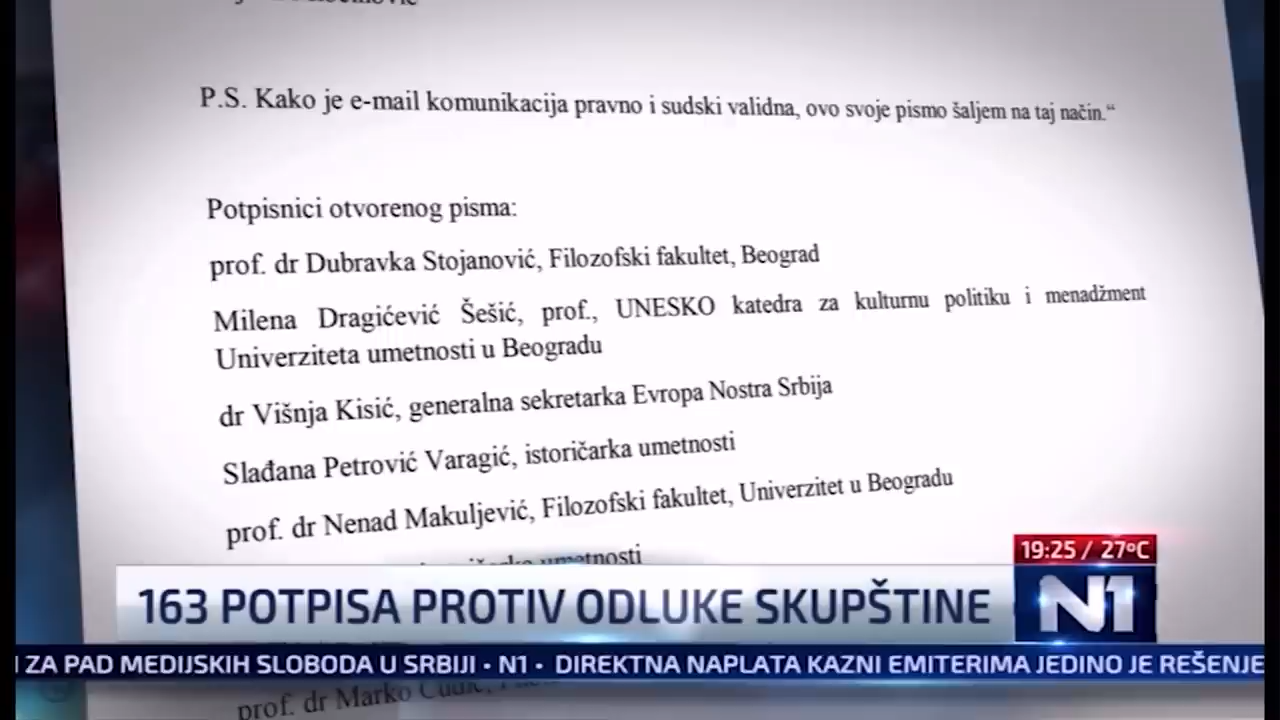 P.S. Kako je e-mail komunikacija pravno i sudski validna, ovo svoje pismo šaljem na taj način.“
Potpisnici otvorenog pisma:
prof. dr Dubravka Stojanović, Filozofski fakultet, Beograd
Milena Dragićević Šešić, prof., UNESKO katedra za kulturnu politiku i menadžment
Univerziteta umetnosti u Beogradu
dr Višnja Kisić, generalna sekretarka Evropa Nostra Srbija
Slađana Petrović Varagić, istoričarka umetnosti
prof. dr Nenad Makuljević, Filozofski fakultet, Univerzitet u Beogradu
umetnosti
19:25 / 27°C
163 POTPISA PROTIV ODLUKE SKUPŠTINE
N1
ZA PAD MEDIJSKIH SLOBODA U SRBIJI • N1 • DIREKTNA NAPLATA KAZNI EMITERIMA JEDINO JE REŠENJE
prof. dr Marko